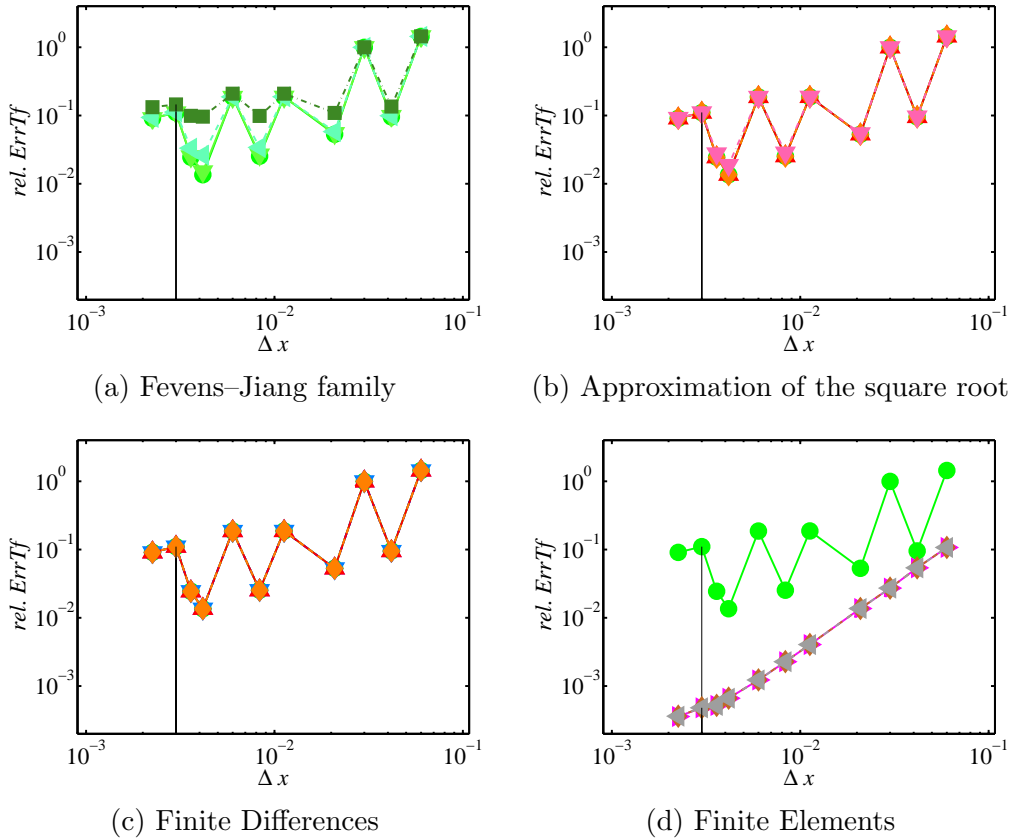 10^0
10^−1
10^−2
10^−3
rel. ErrTf
10^−3
10^−2
10^−1
Δ x
(a) Fevens–Jiang family
10^0
10^−1
10^−2
10^−3
rel. ErrTf
10^−3
10^−2
10^−1
Δ x
(b) Approximation of the square root
10^0
10^−1
10^−2
10^−3
rel. ErrTf
10^−3
10^−2
10^−1
Δ x
(c) Finite Differences
10^0
10^−1
10^−2
10^−3
rel. ErrTf
10^−3
10^−2
10^−1
Δ x
(d) Finite Elements